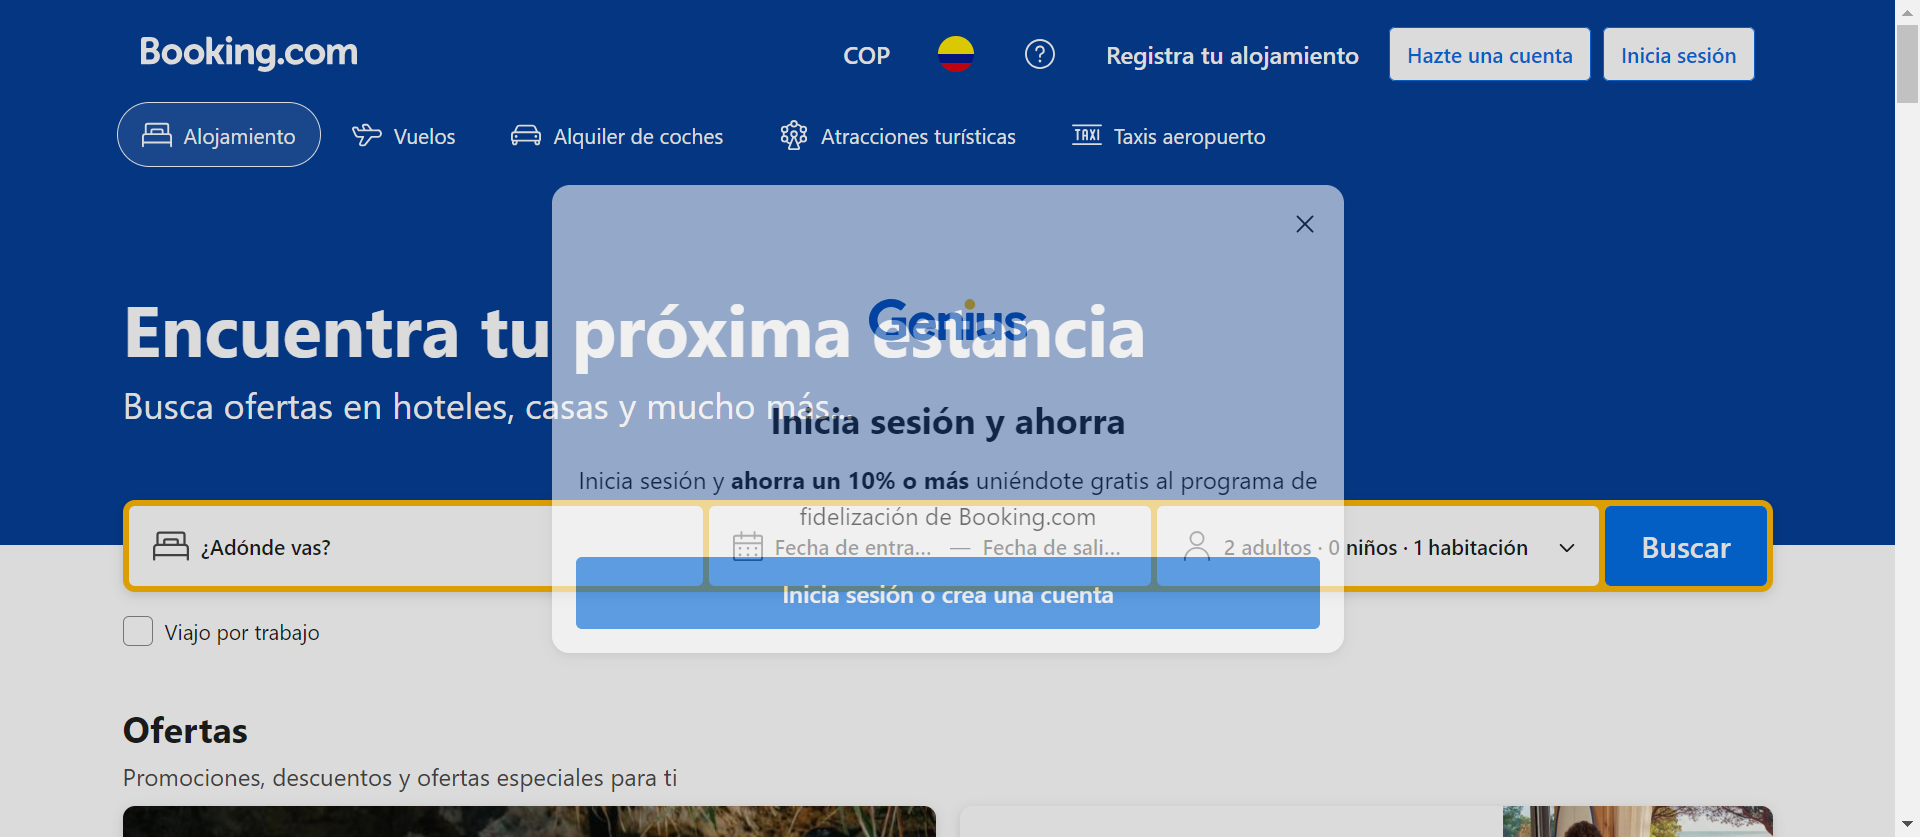 Booking.com
COP
Registra tu alojamiento
Hazte una cuenta
Inicia sesión
Alojamiento
Vuelos
Alquiler de coches
Atracciones turísticas
TAXI
Taxis aeropuerto
Encuentra tu próxima estancia
Busca ofertas en hoteles, casas y mucho más...
Genius
Inicia sesión y ahorra
Inicia sesión y ahorra un 10% o más uniéndote gratis al programa de
fidelización de Booking.com
Inicia sesión o crea una cuenta
¿Adónde vas?
Fecha de entra... — Fecha de sali...
2 adultos · 0 niños · 1 habitación
Buscar
Viajo por trabajo
Ofertas
Promociones, descuentos y ofertas especiales para ti